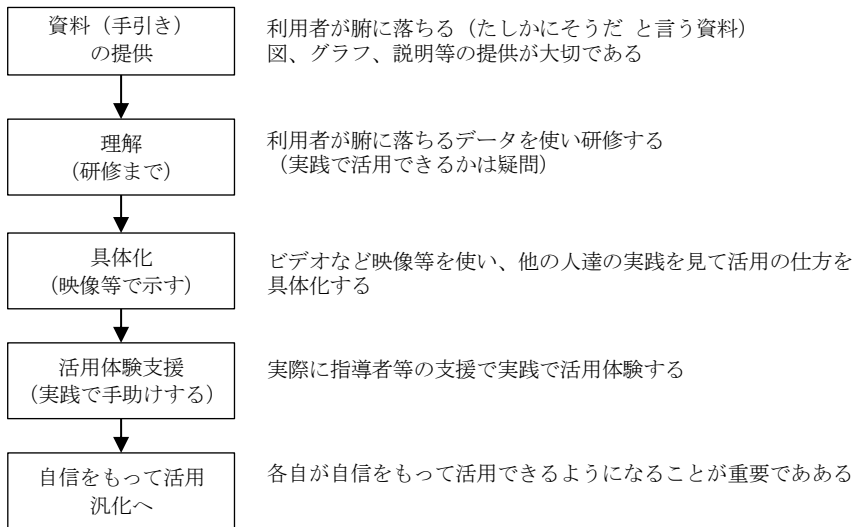 資料（手引き）
の提供
利用者が腑に落ちる（たしかにそうだ と言う資料）
図、グラフ、説明等の提供が大切である
理解
（研修まで）
利用者が腑に落ちるデータを使い研修する
（実践で活用できるかは疑問）
具体化
（映像等で示す）
ビデオなど映像等を使い、他の人達の実践を見て活用の仕方を
具体化する
活用体験支援
（実践で手助けする）
実際に指導者等の支援で実践で活用体験する
自信をもって活用
汎化へ
各自が自信をもって活用できるようになることが重要でああ​る